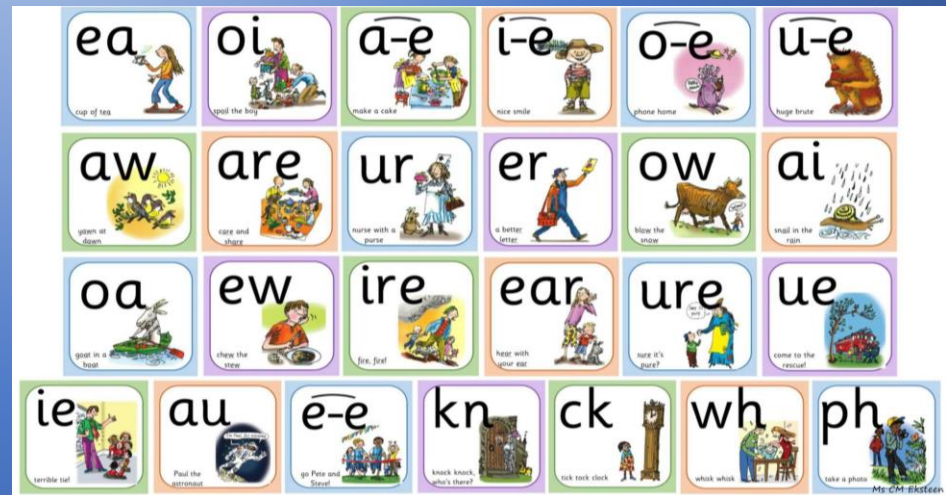 ea
cup of tea
oi
spoil the boy
a-e
make a cake
i-e
nice smile
o-e
phone home
u-e
huge brute
aw
yawn at
dawn
are
care and
share
ur
nurse with a
purse
er
a better
letter
ow
blow the
snow
ai
snail in the
rain
oa
goat in a
boat
ew
chew the
stew
ire
fire, fire!
ear
hear with
your ear
ure
sure it's
pure?
ue
come to the
rescue!
ie
terrible tie!
au
Paul the
astronaut
e-e
go Pete and
Steve!
kn
knock knock,
who's there?
ck
tick tock clock
wh
whisk whisk
ph
take a photo
Ms CM Eksteen